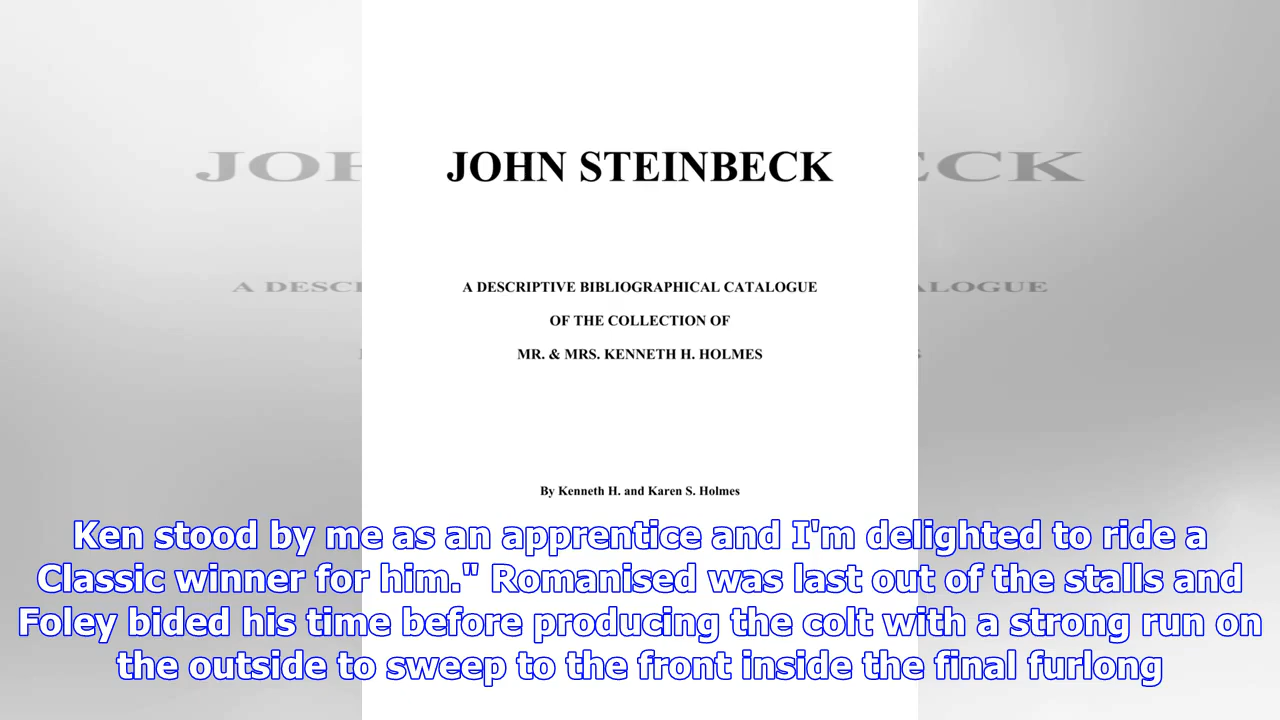 JOHN STEINBECK
A DESCRIPTIVE BIBLIOGRAPHICAL CATALOGUE
OF THE COLLECTION OF
MR. & MRS. KENNETH H. HOLMES
By Kenneth H. and Karen S. Holmes
Ken stood by me as an apprentice and I'm delighted to ride a
Classic winner for him." Romanised was last out of the stalls and
Foley bided his time before producing the colt with a strong run on
the outside to sweep to the front inside the final furlong